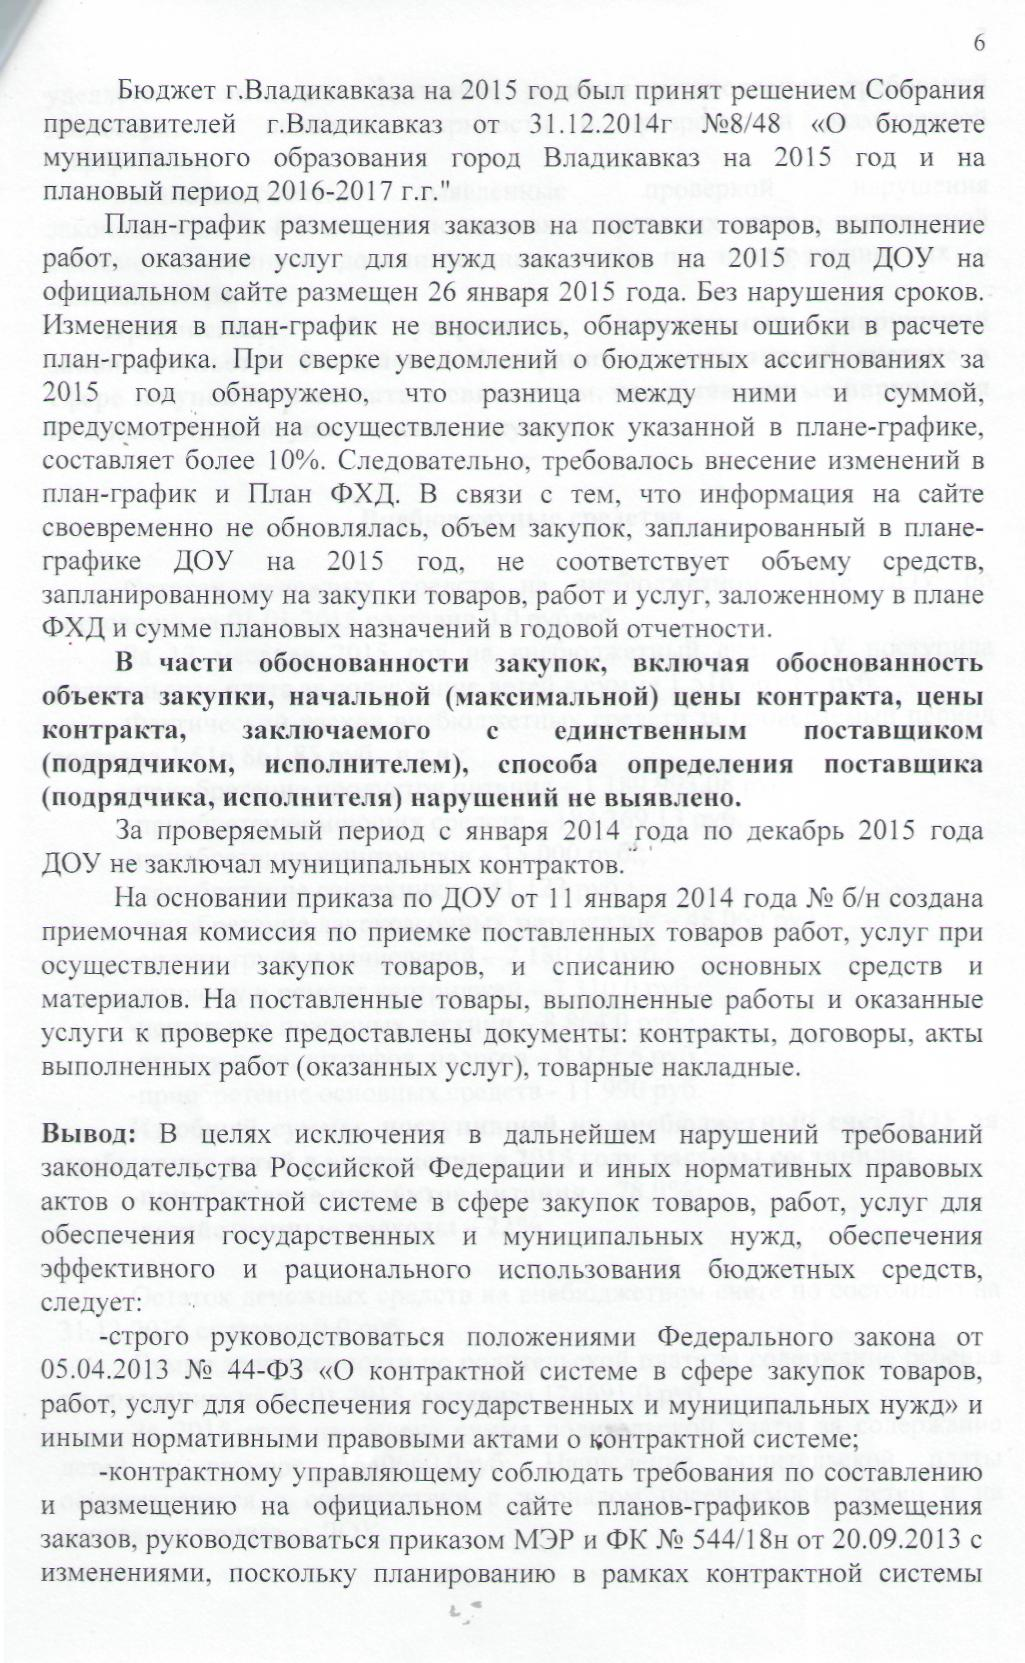 6
Бюджет г.Владикавказа на 2015 год был принят решением Собрания
представителей г.Владикавказ от 31.12.2014г №8/48 «О бюджете
муниципального образования город Владикавказ на 2015 год и на
плановый период 2016-2017 г.г."
План-график размещения заказов на поставки товаров, выполнение
работ, оказание услуг для нужд заказчиков на 2015 год ДОУ на
официальном сайте размещен 26 января 2015 года. Без нарушения сроков.
Изменения в план-график не вносились, обнаружены ошибки в расчете
план-графика. При сверке уведомлений о бюджетных ассигнованиях за
2015 год обнаружено, что разница между ними и суммой,
предусмотренной на осуществление закупок указанной в плане-графике,
составляет более 10%. Следовательно, требовалось внесение изменений в
план-график и План ФХД. В связи с тем, что информация на сайте
своевременно не обновлялась, объем закупок, запланированный в плане-
графике ДОУ на 2015 год, не соответствует объему средств,
запланированному на закупки товаров, работ и услуг, заложенному в плане
ФХД и сумме плановых назначений в годовой отчетности.
В части обоснованности закупок, включая обоснованность
объекта закупки, начальной (максимальной) цены контракта, цены
контракта, заключаемого с единственным поставщиком
(подрядчиком, исполнителем), способа определения поставщика
(подрядчика, исполнителя) нарушений не выявлено.
За проверяемый период с января 2014 года по декабрь 2015 года
ДОУ не заключал муниципальных контрактов.
На основании приказа по ДОУ от 11 января 2014 года № б/н создана
приемочная комиссия по приемке поставленных товаров работ, услуг при
осуществлении закупок товаров, и списанию основных средств и
материалов. На поставленные товары, выполненные работы и оказанные
услуги к проверке предоставлены документы: контракты, договоры, акты
выполненных работ (оказанных услуг), товарные накладные.
Вывод: В целях исключения в дальнейшем нарушений требований
законодательства Российской Федерации и иных нормативных правовых
актов о контрактной системе в сфере закупок товаров, работ, услуг для
обеспечения государственных и муниципальных нужд, обеспечения
эффективного и рационального использования бюджетных средств,
следует:
-строго руководствоваться положениями Федерального закона от
05.04.2013 № 44-ФЗ «О контрактной системе в сфере закупок товаров,
работ, услуг для обеспечения государственных и муниципальных нужд» и
иными нормативными правовыми актами о контрактной системе;
-контрактному управляющему соблюдать требования по составлению
и размещению на официальном сайте планов-графиков размещения
заказов, руководствоваться приказом МЭР и ФК № 544/18н от 20.09.2013 с
изменениями, поскольку планированию в рамках контрактной системы